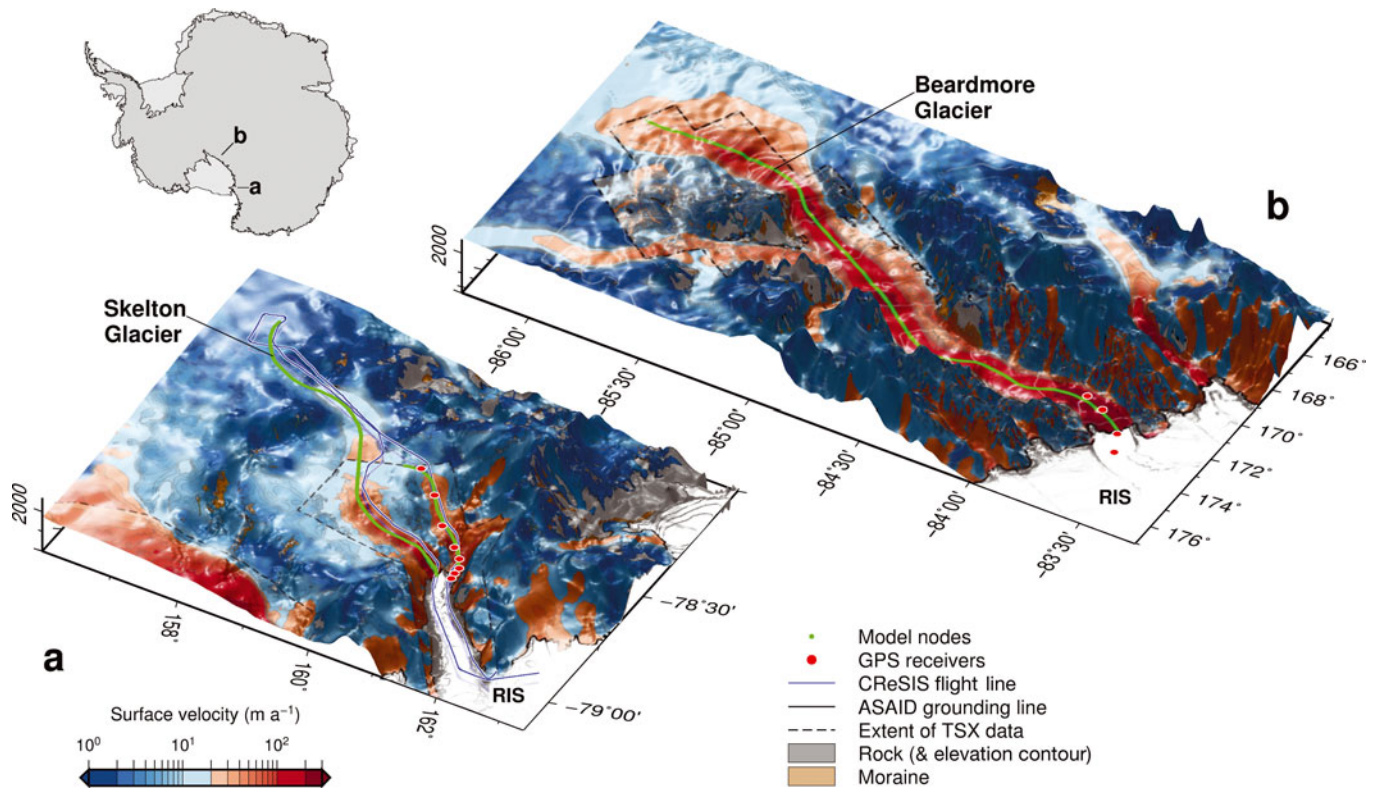 b
a
Beardmore
Glacier
b
2000
166˚
168˚
170˚
172˚
174˚
176˚
RIS
−86˚00'
−85˚30'
−85˚00'
−84˚30'
−84˚00'
−83˚30'
Skelton
Glacier
2000
158˚
160˚
162˚
RIS
−78˚30'
−79˚00'
a
Surface velocity (m a⁻¹)
10⁰ 10¹ 10²
Model nodes
GPS receivers
CReSIS flight line
ASAID grounding line
Extent of TSX data
Rock (& elevation contour)
Moraine